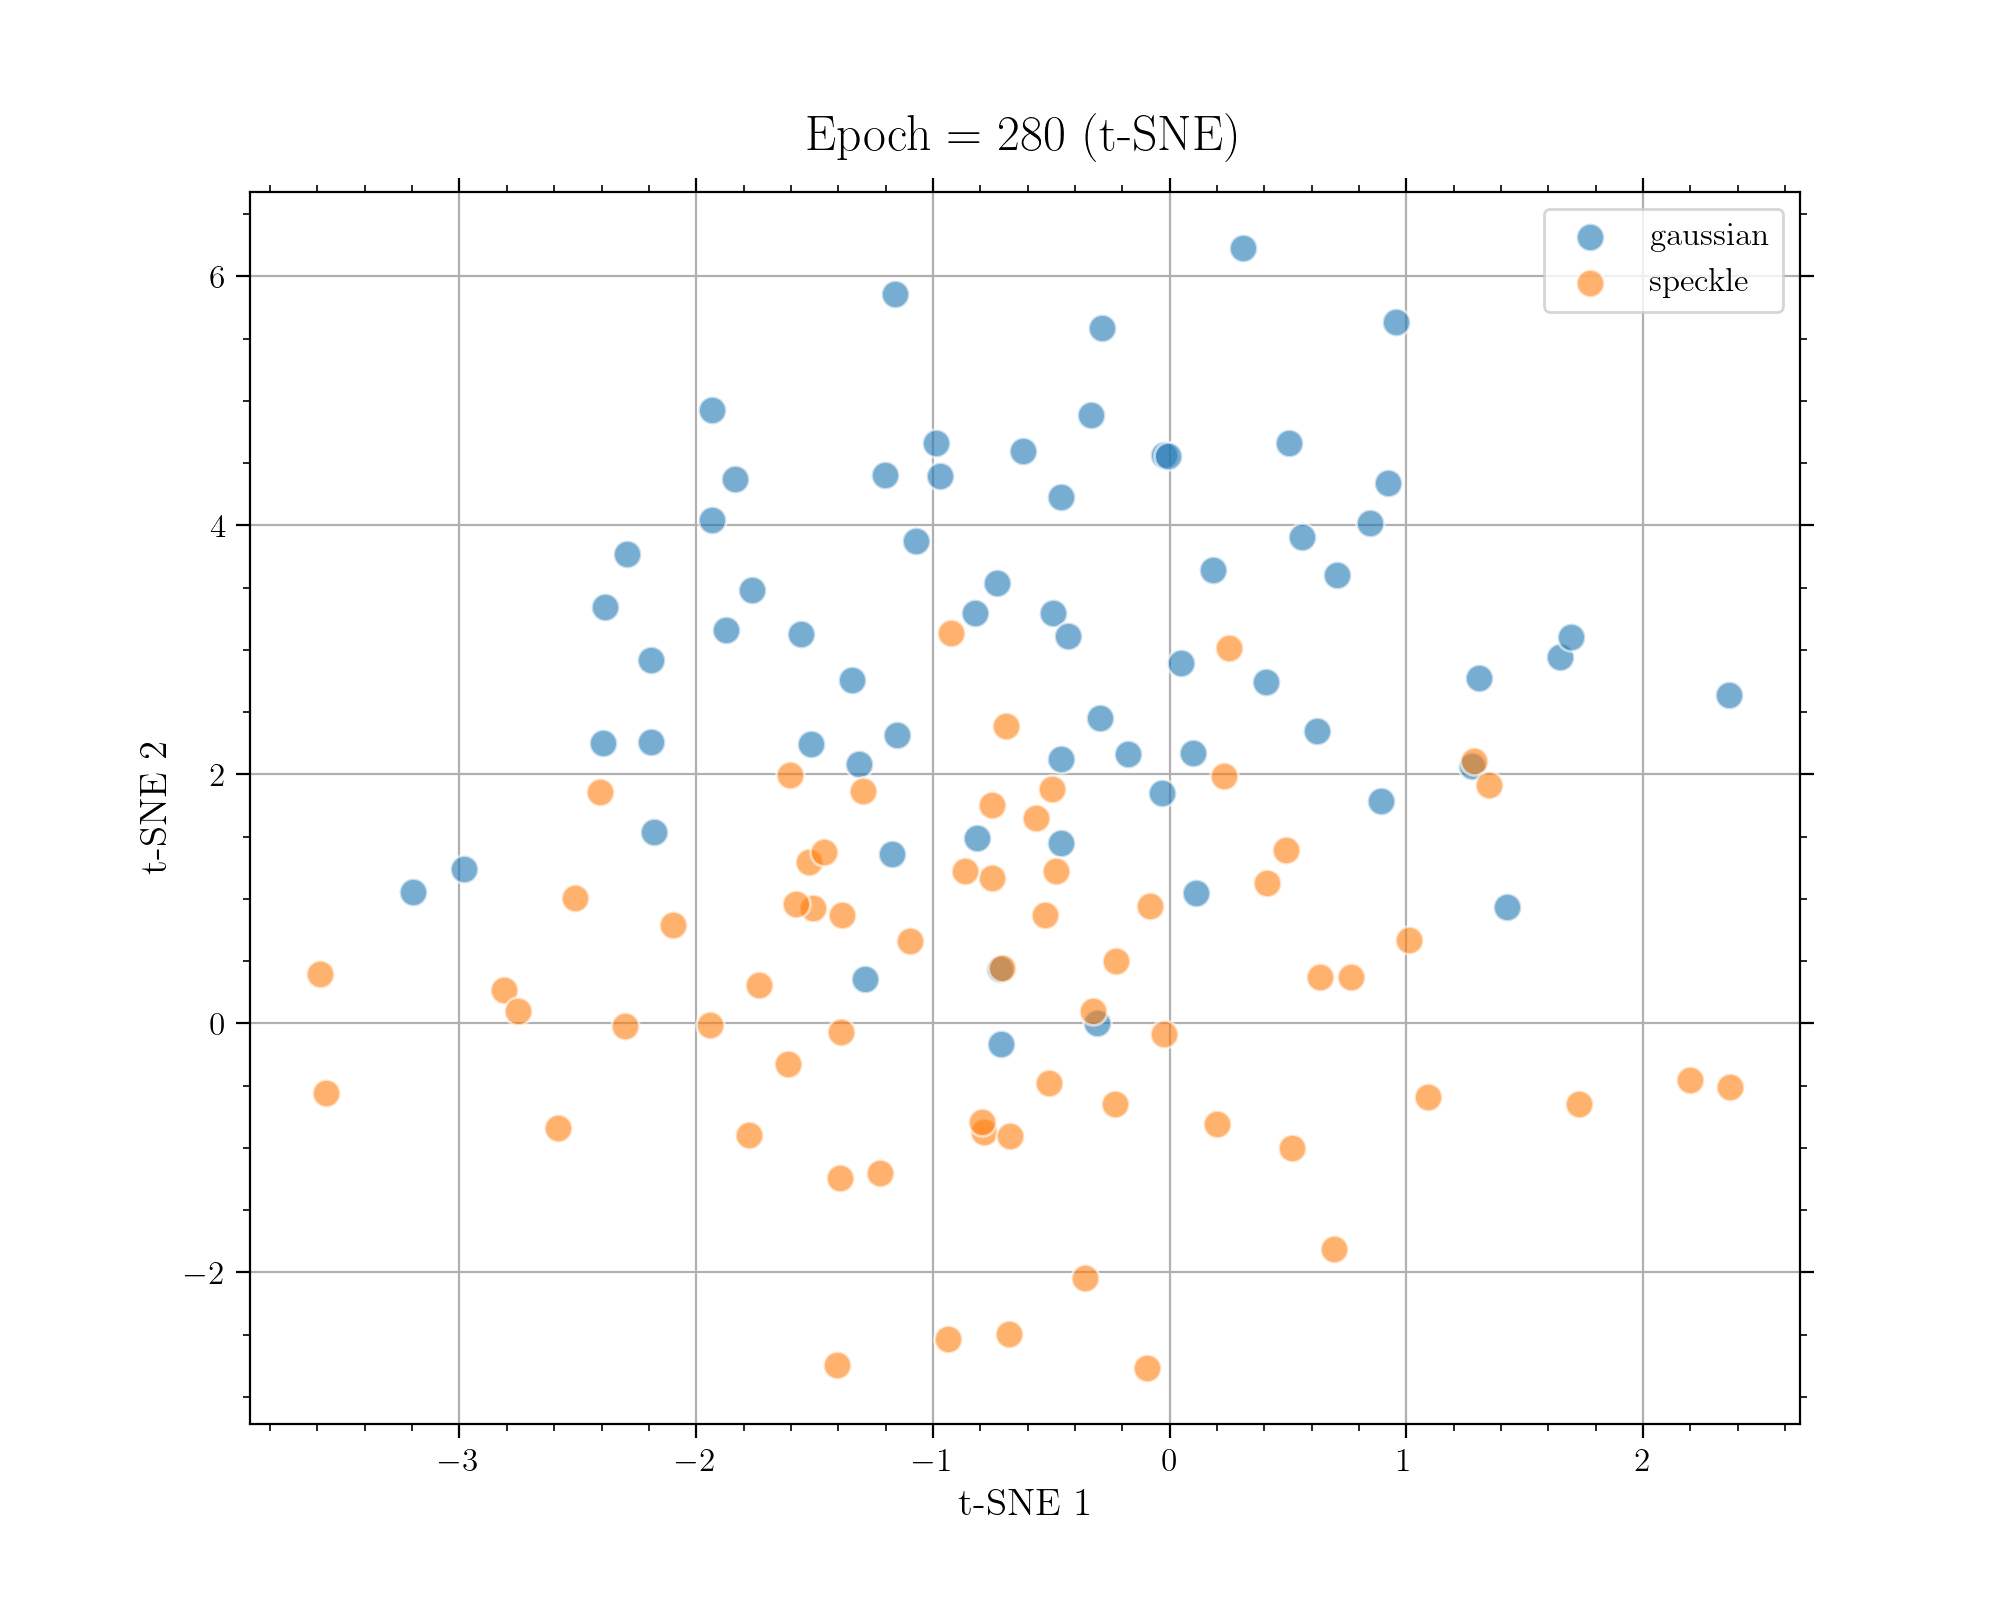 Epoch = 280 (t-SNE)
gaussian
speckle
6
4
2
0
−2
t-SNE 2
−3
−2
−1
0
1
2
t-SNE 1